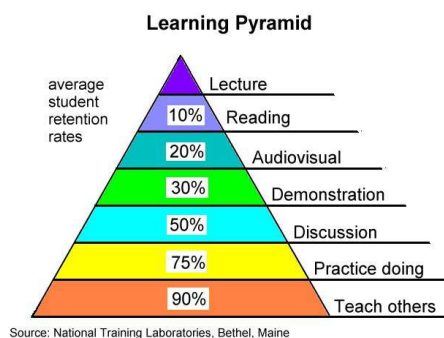 Learning Pyramid
average
student
retention
rates
Lecture
10%
Reading
20%
Audiovisual
30%
Demonstration
50%
Discussion
75%
Practice doing
90%
Teach others
Source: National Training Laboratories, Bethel, Maine